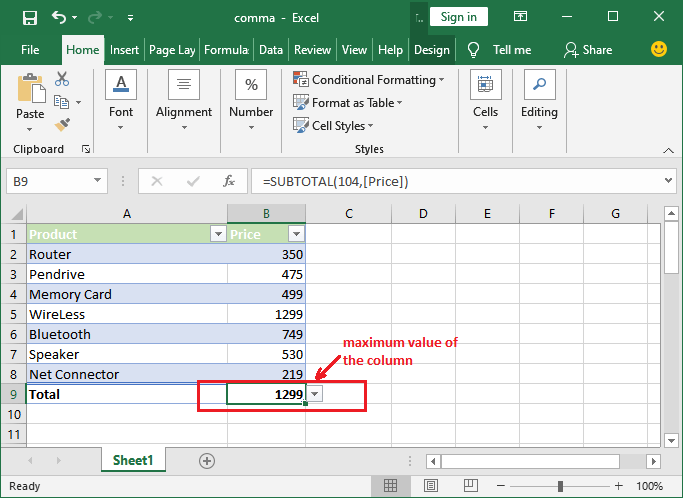 comma - Excel
Sign in
File Home Insert Page Lay Formula: Data Review View Help Design Tell me Share
Paste Font Alignment % Number Conditional Formatting Cells Editing
Format as Table
Cell Styles
Clipboard Styles
B9 fx =SUBTOTAL(104,[Price])
A B C D E F G
1 Product Price
2 Router 350
3 Pendrive 475
4 Memory Card 499
5 WireLess 1299
6 Bluetooth 749
7 Speaker 530
8 Net Connector 219
9 Total 1299
10
11
maximum value of
the column
Sheet1
Ready 100%